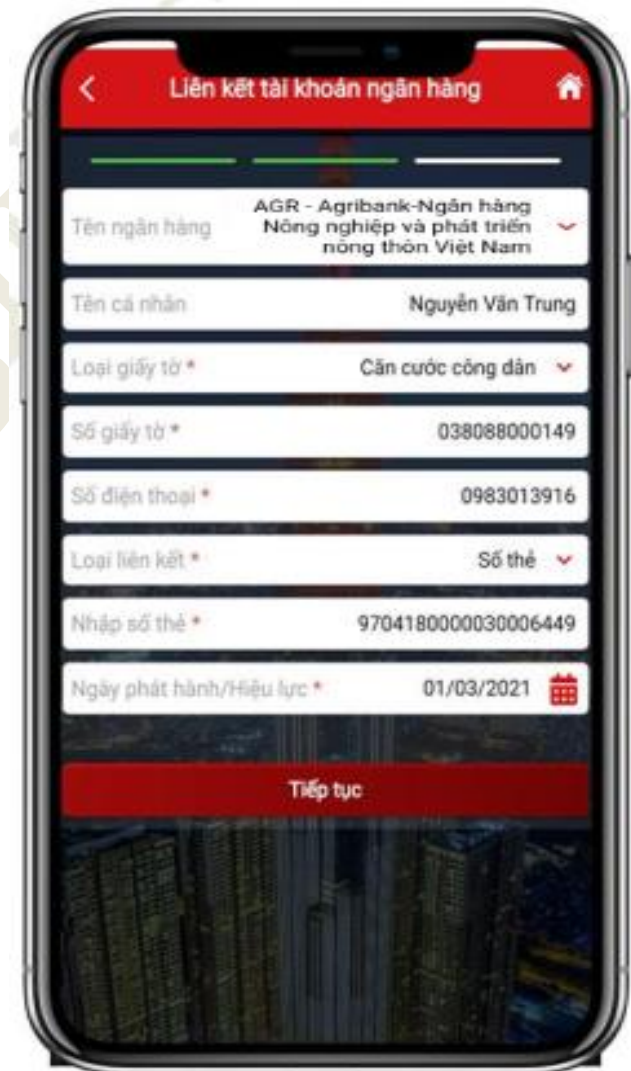 Liên kết tài khoản ngân hàng
Tên ngân hàng
AGR - Agribank-Ngân hàng
Nông nghiệp và phát triển
nông thôn Việt Nam
Tên cá nhân Nguyễn Văn Trung
Loại giấy tờ * Căn cước công dân
Số giấy tờ * 038088000149
Số điện thoại * 0983013916
Loại liên kết * Số thẻ
Nhập số thẻ * 9704180000030006449
Ngày phát hành/Hiệu lực * 01/03/2021
Tiếp tục